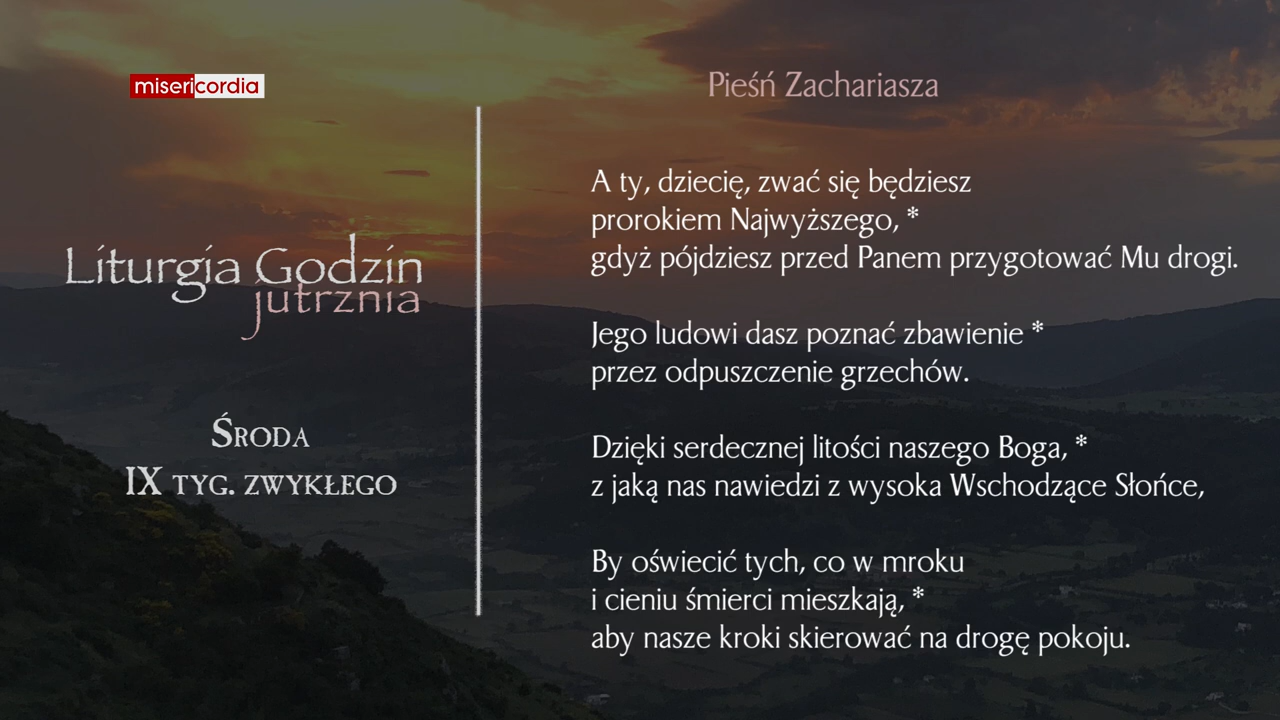 misericordia
Liturgia Godzin
jutrznia
Środa
IX tyg. zwykłego
Pieśń Zachariasza
A ty, dziecię, zwać się będziesz
prorokiem Najwyższego, *
gdyż pójdziesz przed Panem przygotować Mu drogi.
Jego ludowi dasz poznać zbawienie *
przez odpuszczenie grzechów.
Dzięki serdecznej litości naszego Boga, *
z jaką nas nawiedzi z wysoka Wschodzące Słońce,
By oświecić tych, co w mroku
i cieniu śmierci mieszkają, *
aby nasze kroki skierować na drogę pokoju.